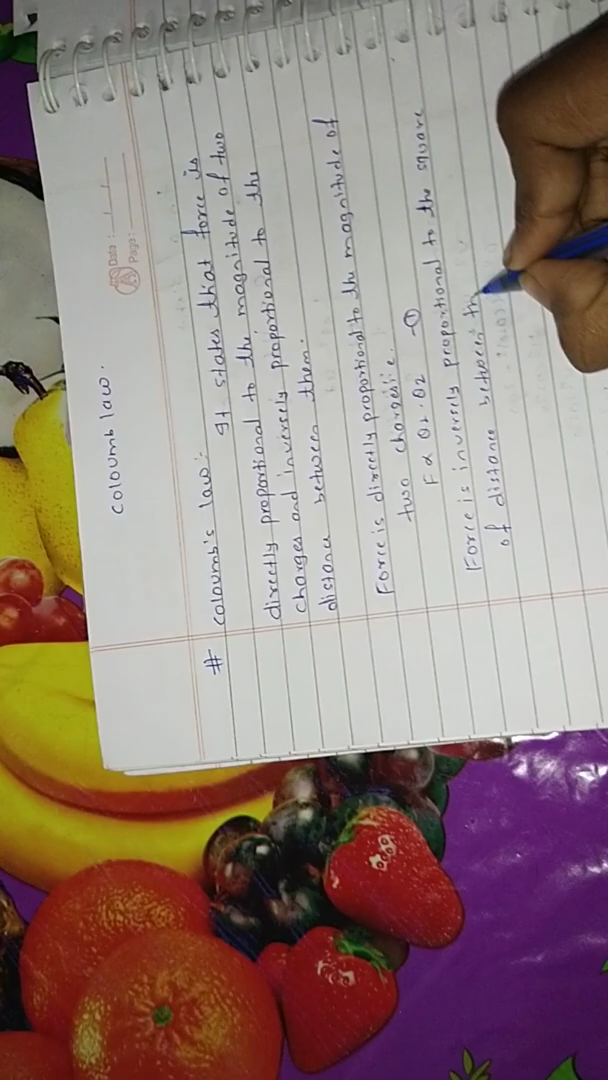 Data :
Page :
coloumb law.
# coloumb's law:- It states that force is
directly proportional to the magnitude of two
charges and inversely proportional to the
distance between them.
Force is directly proportional to the magnitude of
two charges i.e.
F α Q1.Q2 -①
Force is inversely proportional to the square
of distance between th